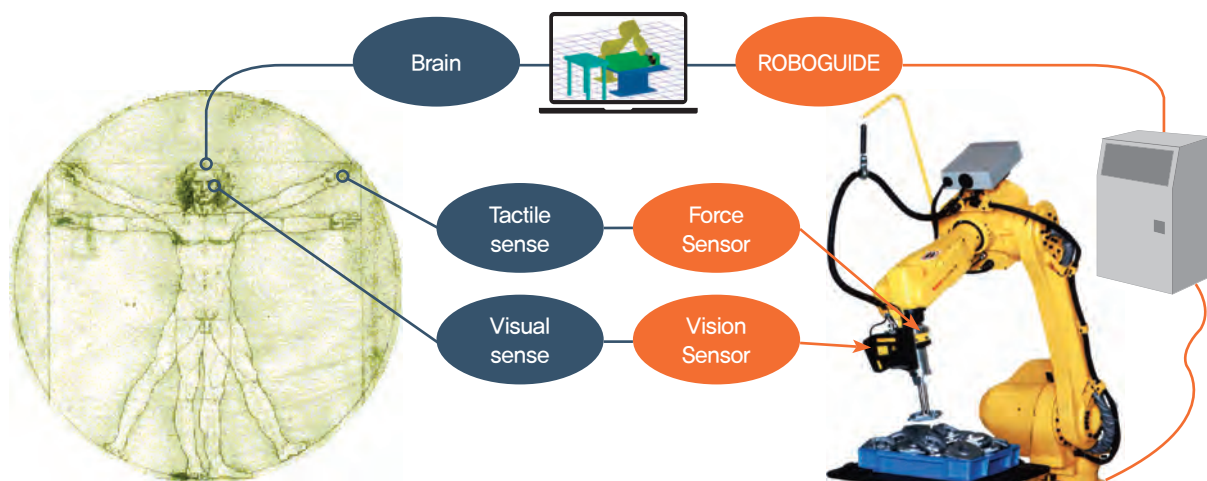 Brain
ROBOGUIDE
Tactile
sense
Force
Sensor
Visual
sense
Vision
Sensor